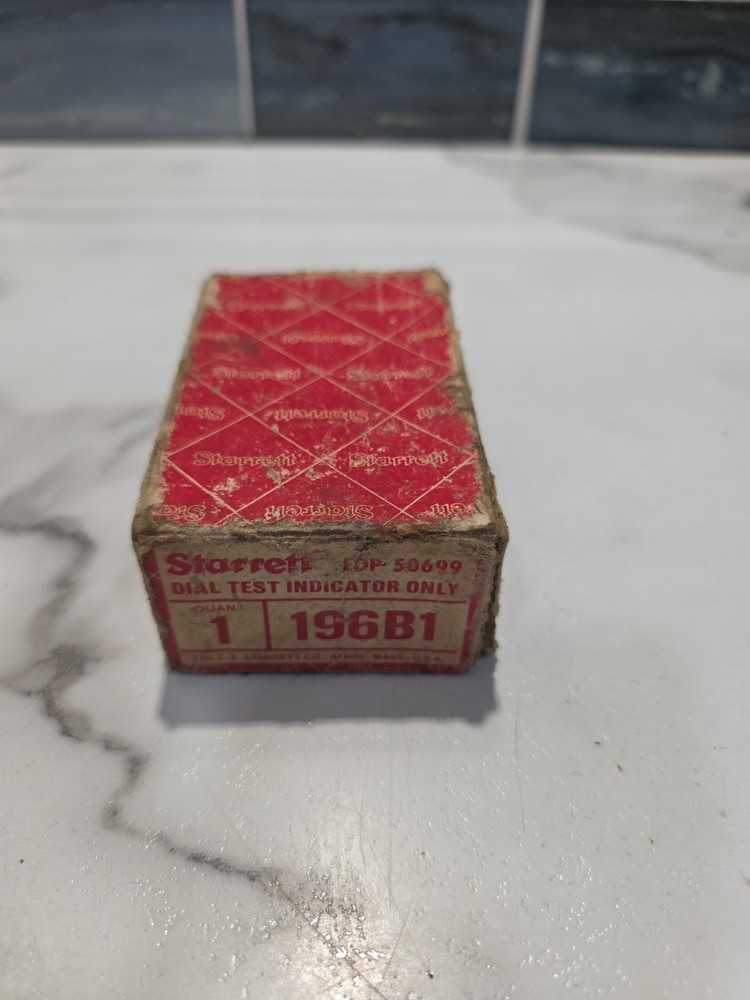 Starrett Starrett
Starrett Starrett
Starrett EDP 50699
DIAL TEST INDICATOR ONLY
QUAN.
1 196B1
THE L. S. STARRETT CO., ATHOL, MASS., U.S.A.